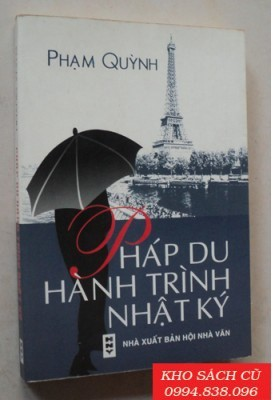 PHẠM QUỲNH
PHÁP DU
HÀNH TRÌNH
NHẬT KÝ
NHÀ XUẤT BẢN HỘI NHÀ VĂN
KHO SÁCH CŨ
0994.838.096